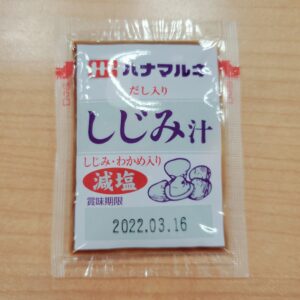 ハナマルキ
だし入り
しじみ汁
しじみ・わかめ入り
減塩
賞味期限
2022.03.16